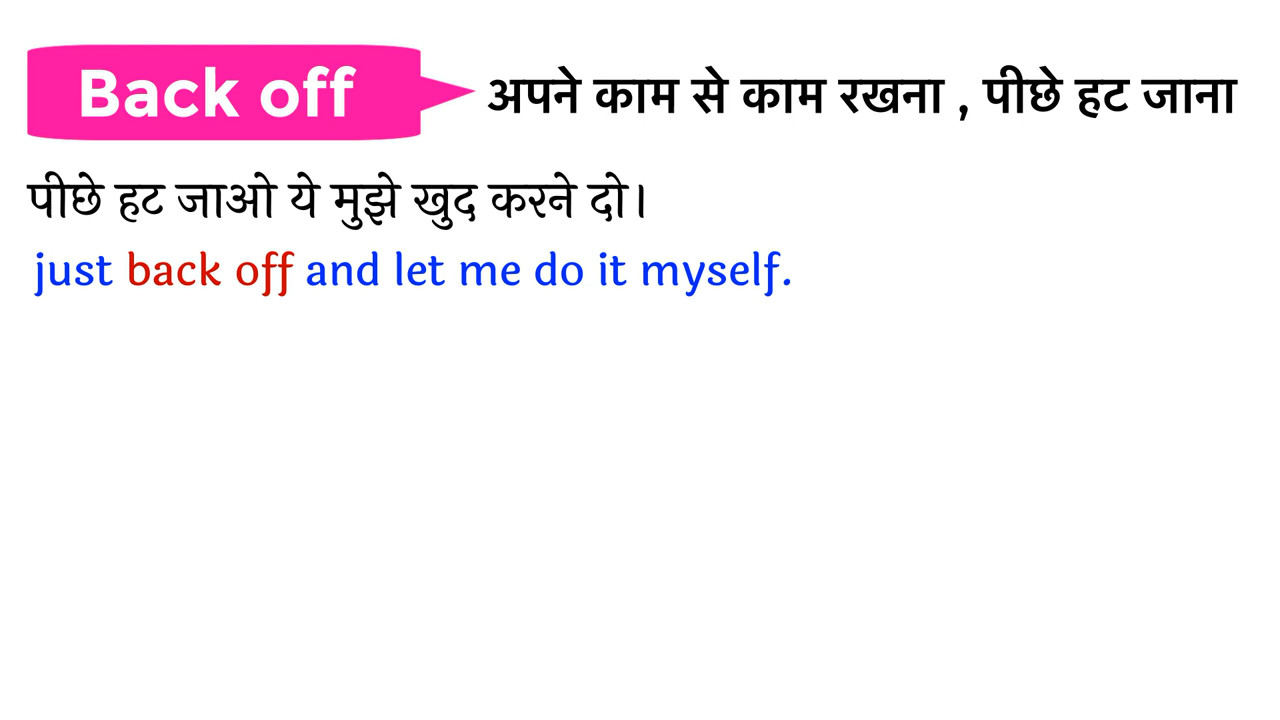 Back off अपने काम से काम रखना , पीछे हट जाना
पीछे हट जाओ ये मुझे खुद करने दो।
just back off and let me do it myself.